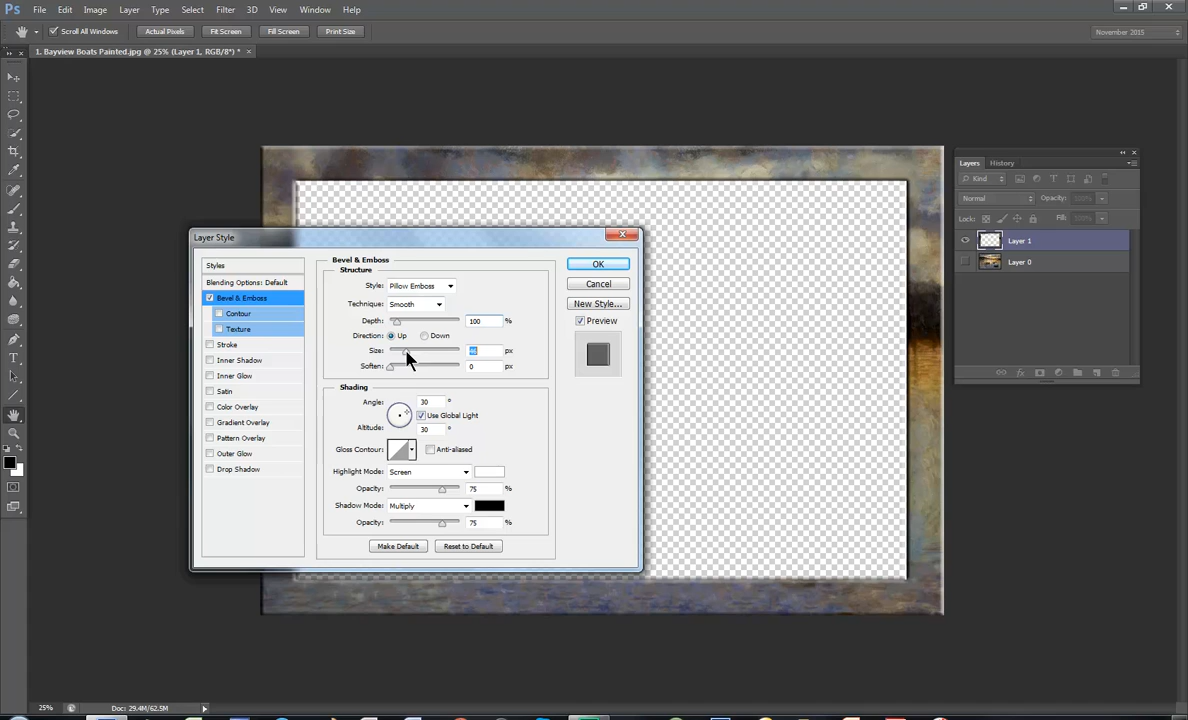 Ps File Edit Image Layer Type Select Filter 3D View Window Help
Scroll All Windows Actual Pixels Fit Screen Fill Screen Print Size November 2015
1. Bayview Boats Painted.jpg @ 25% (Layer 1, RGB/8*) * ×
Layers History
Kind
Normal Opacity: 100%
Lock: Fill: 100%
Layer 1
Layer 0
fx
Layer Style
Styles
Blending Options: Default
Bevel & Emboss
Contour
Texture
Stroke
Inner Shadow
Inner Glow
Satin
Color Overlay
Gradient Overlay
Pattern Overlay
Outer Glow
Drop Shadow
Bevel & Emboss
Structure
Style: Pillow Emboss
Technique: Smooth
Depth: 100 %
Direction: Up Down
Size: px
Soften: 0 px
Shading
Angle: 30 °
Use Global Light
Altitude: 30 °
Gloss Contour: Anti-aliased
Highlight Mode: Screen
Opacity: 75 %
Shadow Mode: Multiply
Opacity: 75 %
Make Default Reset to Default
OK
Cancel
New Style...
Preview
T
25% Doc: 29.4M/62.5M